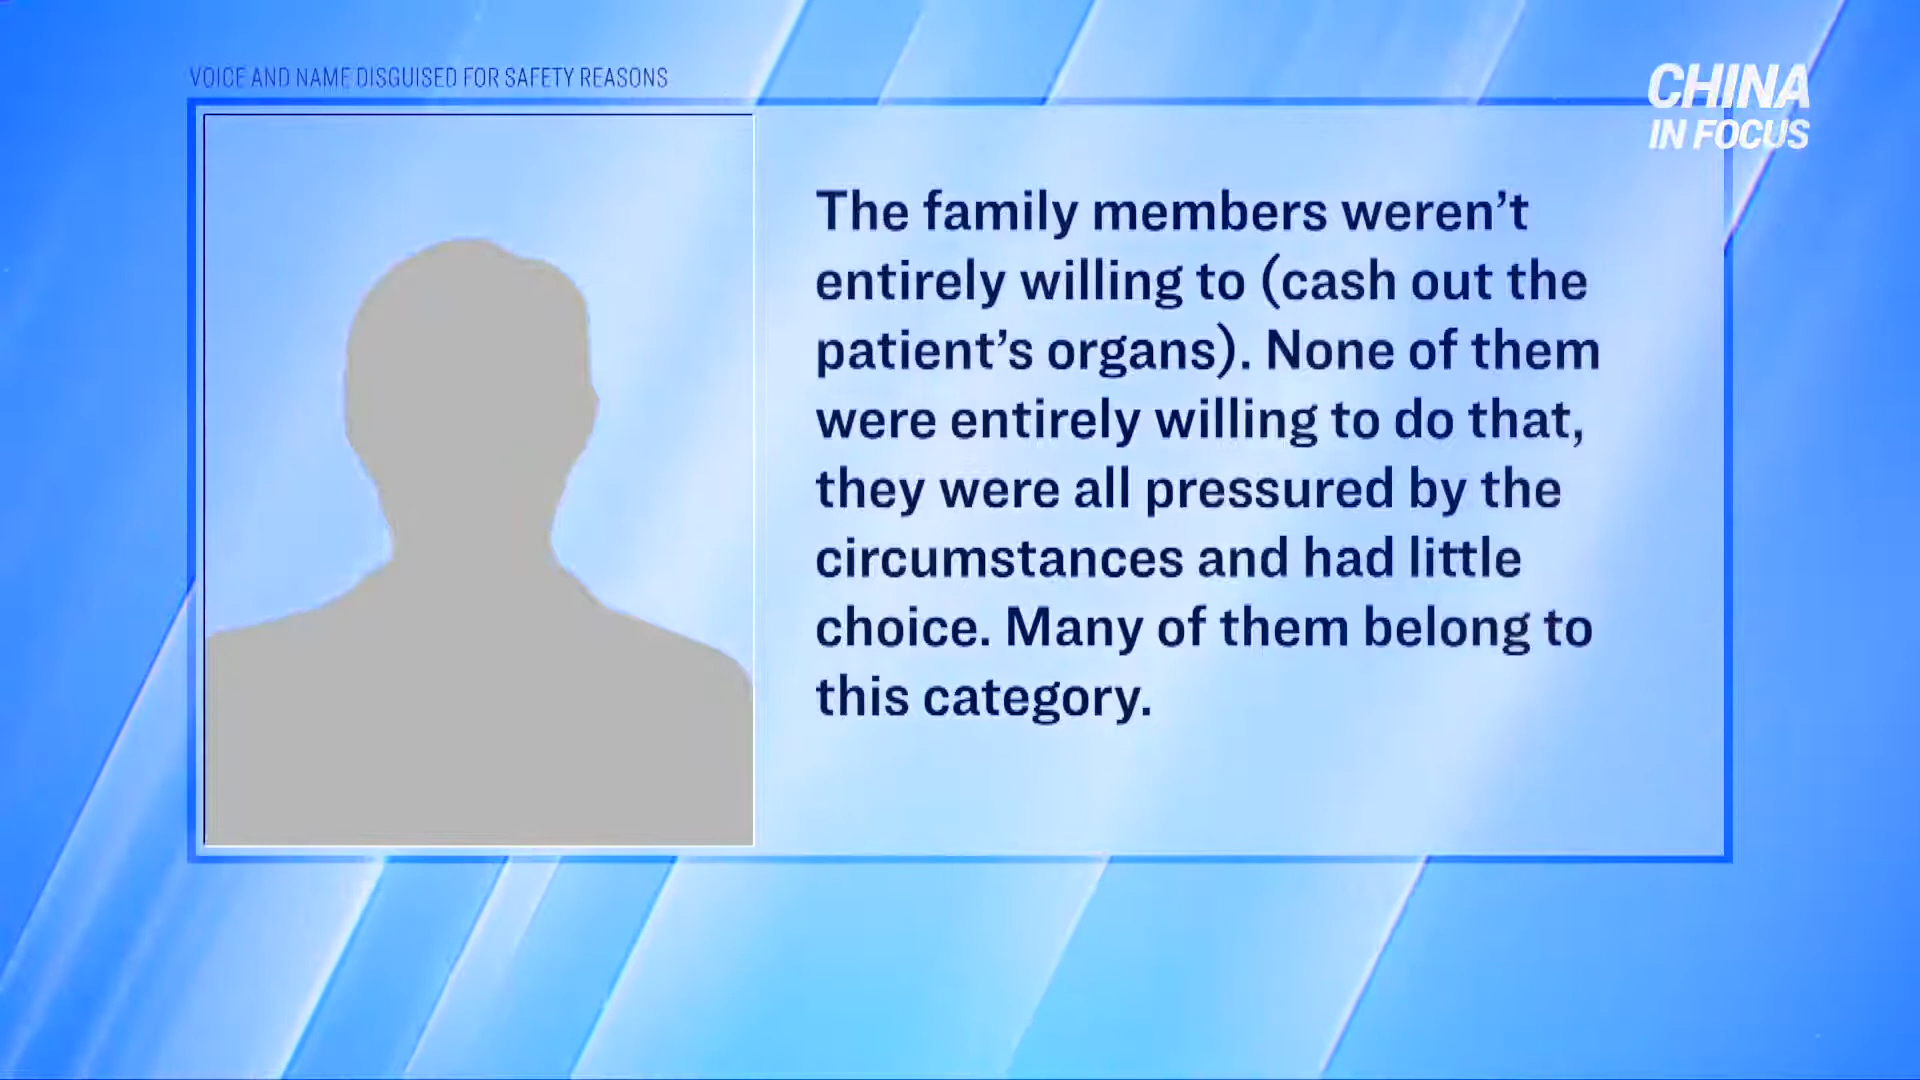 VOICE AND NAME DISGUISED FOR SAFETY REASONS
CHINA
IN FOCUS
The family members weren’t
entirely willing to (cash out the
patient’s organs). None of them
were entirely willing to do that,
they were all pressured by the
circumstances and had little
choice. Many of them belong to
this category.